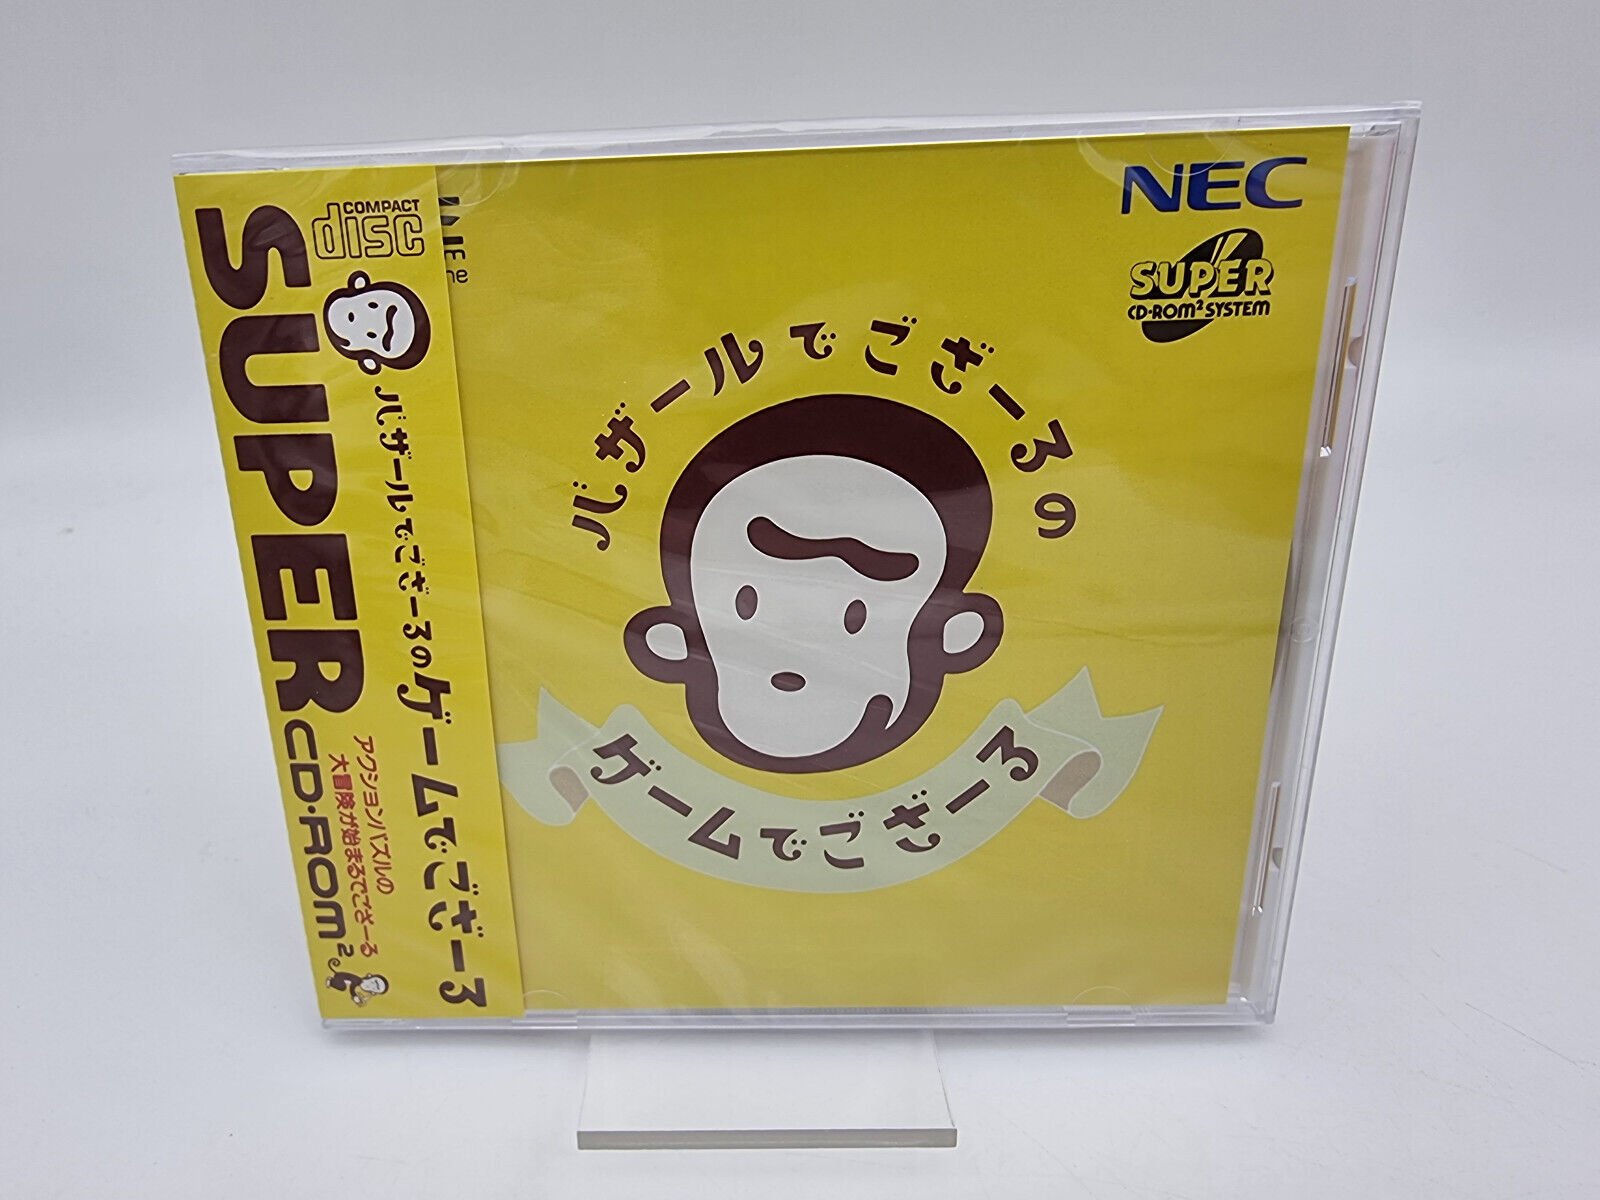 COMPACT
disc
SUPER CD-ROM²
バザールでござーるのゲームでござーる
アクションパズルの
大冒険が始まるでござーる
NEC
SUPER
CD-ROM² SYSTEM
バザールでござーるの
ゲームでござーる